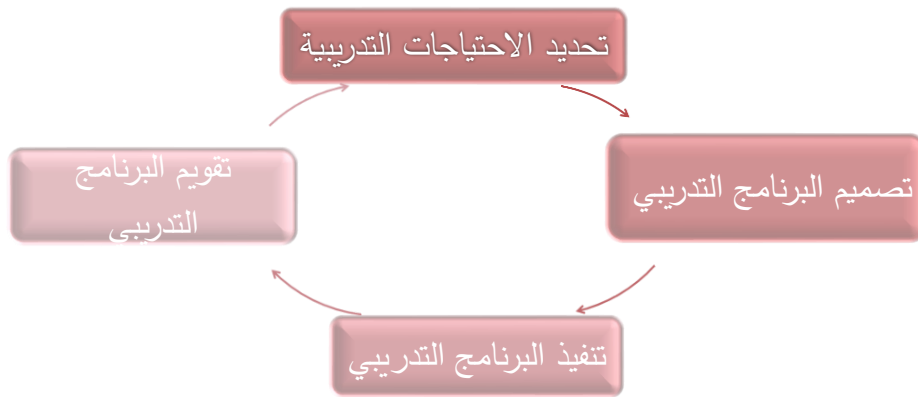 تحديد الاحتياجات التدريبية
تصميم البرنامج التدريبي
تنفيذ البرنامج التدريبي
تقويم البرنامج
التدريبي